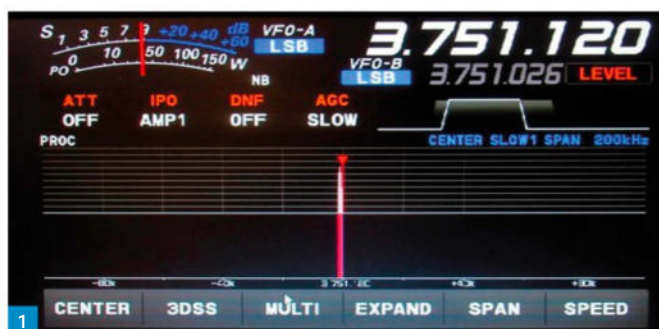 S 1 3 5 7 9 +20 +40 +60 dB
PO 0 10 50 100 150 W
VFO-A
LSB
3.751.120
VFO-B
LSB
3.751.026
LEVEL
NB
ATT IPO DNF AGC
OFF AMP1 OFF SLOW
PROC
CENTER SLOW1 SPAN 200kHz
-40k +40k
CENTER 3DSS MULTI EXPAND SPAN SPEED
1